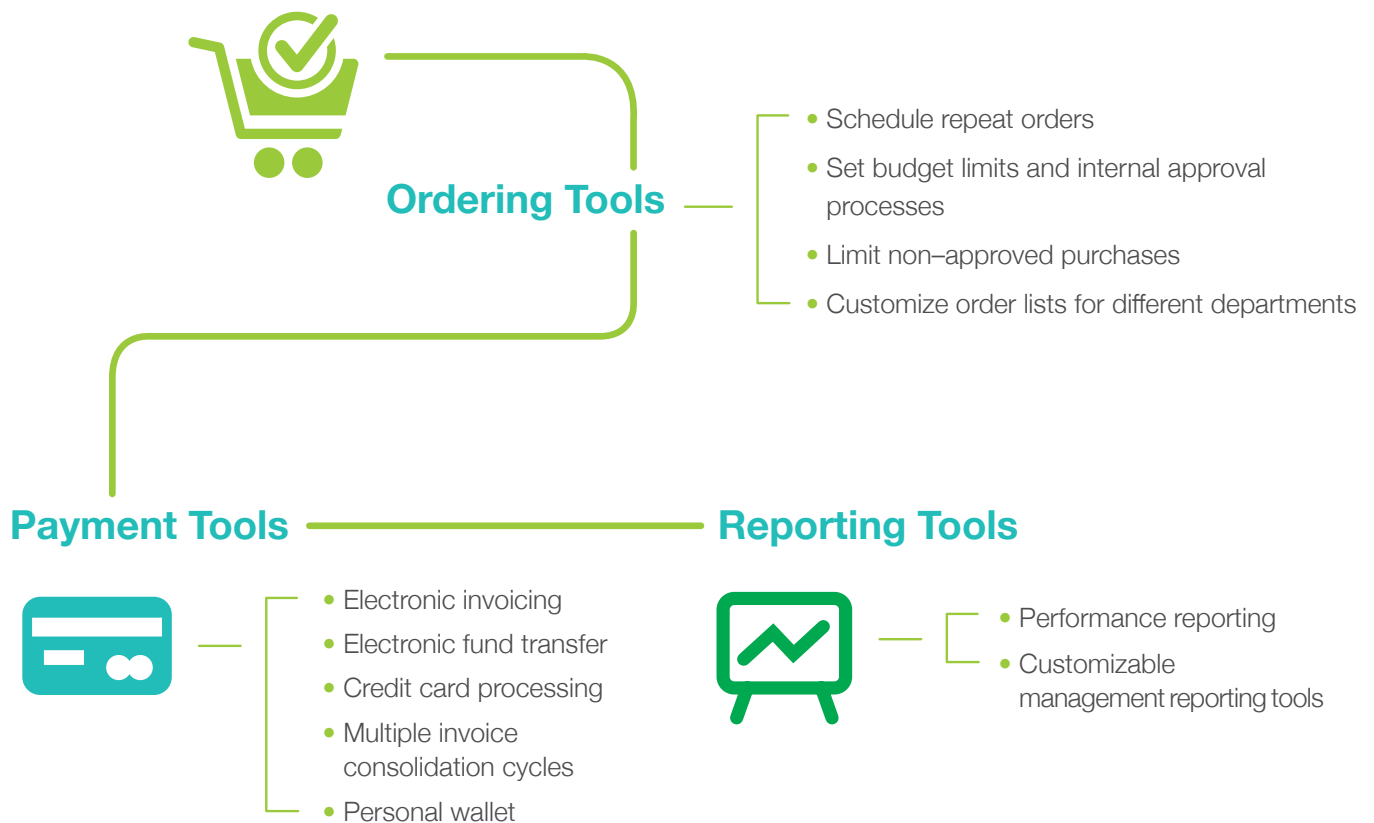 Ordering Tools
• Schedule repeat orders
• Set budget limits and internal approval
processes
• Limit non–approved purchases
• Customize order lists for different departments
Payment Tools
• Electronic invoicing
• Electronic fund transfer
• Credit card processing
• Multiple invoice
consolidation cycles
• Personal wallet
Reporting Tools
• Performance reporting
• Customizable
management reporting tools